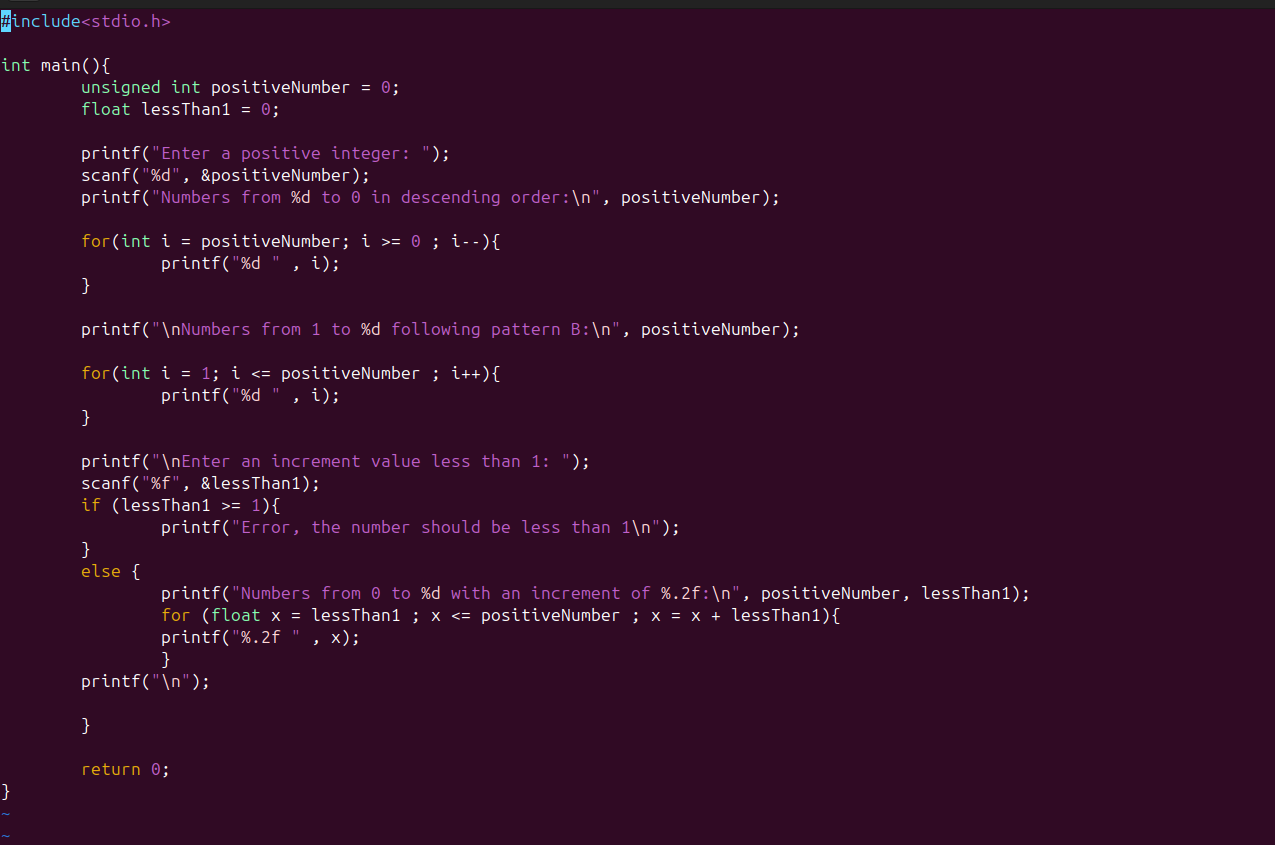 #include<stdio.h>

int main(){
        unsigned int positiveNumber = 0;
        float lessThan1 = 0;

        printf("Enter a positive integer: ");
        scanf("%d", &positiveNumber);
        printf("Numbers from %d to 0 in descending order:\n", positiveNumber);

        for(int i = positiveNumber; i >= 0 ; i--){
                printf("%d " , i);
        }

        printf("\nNumbers from 1 to %d following pattern B:\n", positiveNumber);

        for(int i = 1; i <= positiveNumber ; i++){
                printf("%d " , i);
        }

        printf("\nEnter an increment value less than 1: ");
        scanf("%f", &lessThan1);
        if (lessThan1 >= 1){
                printf("Error, the number should be less than 1\n");
        }
        else {
                printf("Numbers from 0 to %d with an increment of %.2f:\n", positiveNumber, lessThan1);
                for (float x = lessThan1 ; x <= positiveNumber ; x = x + lessThan1){
                printf("%.2f " , x);
                }
        printf("\n");

        }

        return 0;
}
~
~